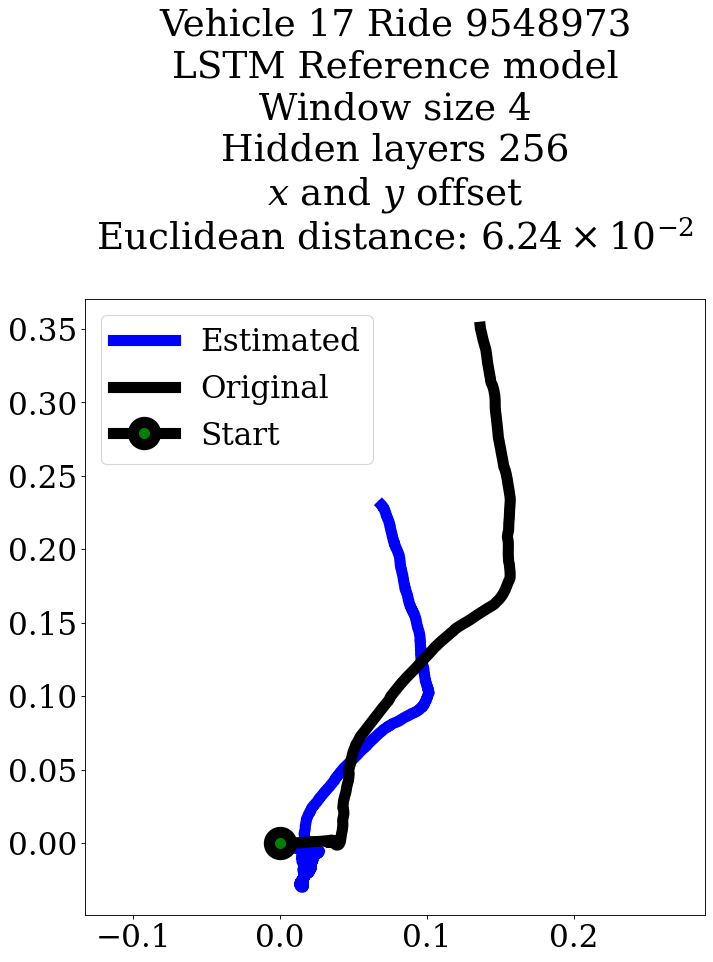 Vehicle 17 Ride 9548973
LSTM Reference model
Window size 4
Hidden layers 256
x and y offset
Euclidean distance: 6.24 × 10⁻²
Estimated
Original
Start
0.35
0.30
0.25
0.20
0.15
0.10
0.05
0.00
−0.1 0.0 0.1 0.2